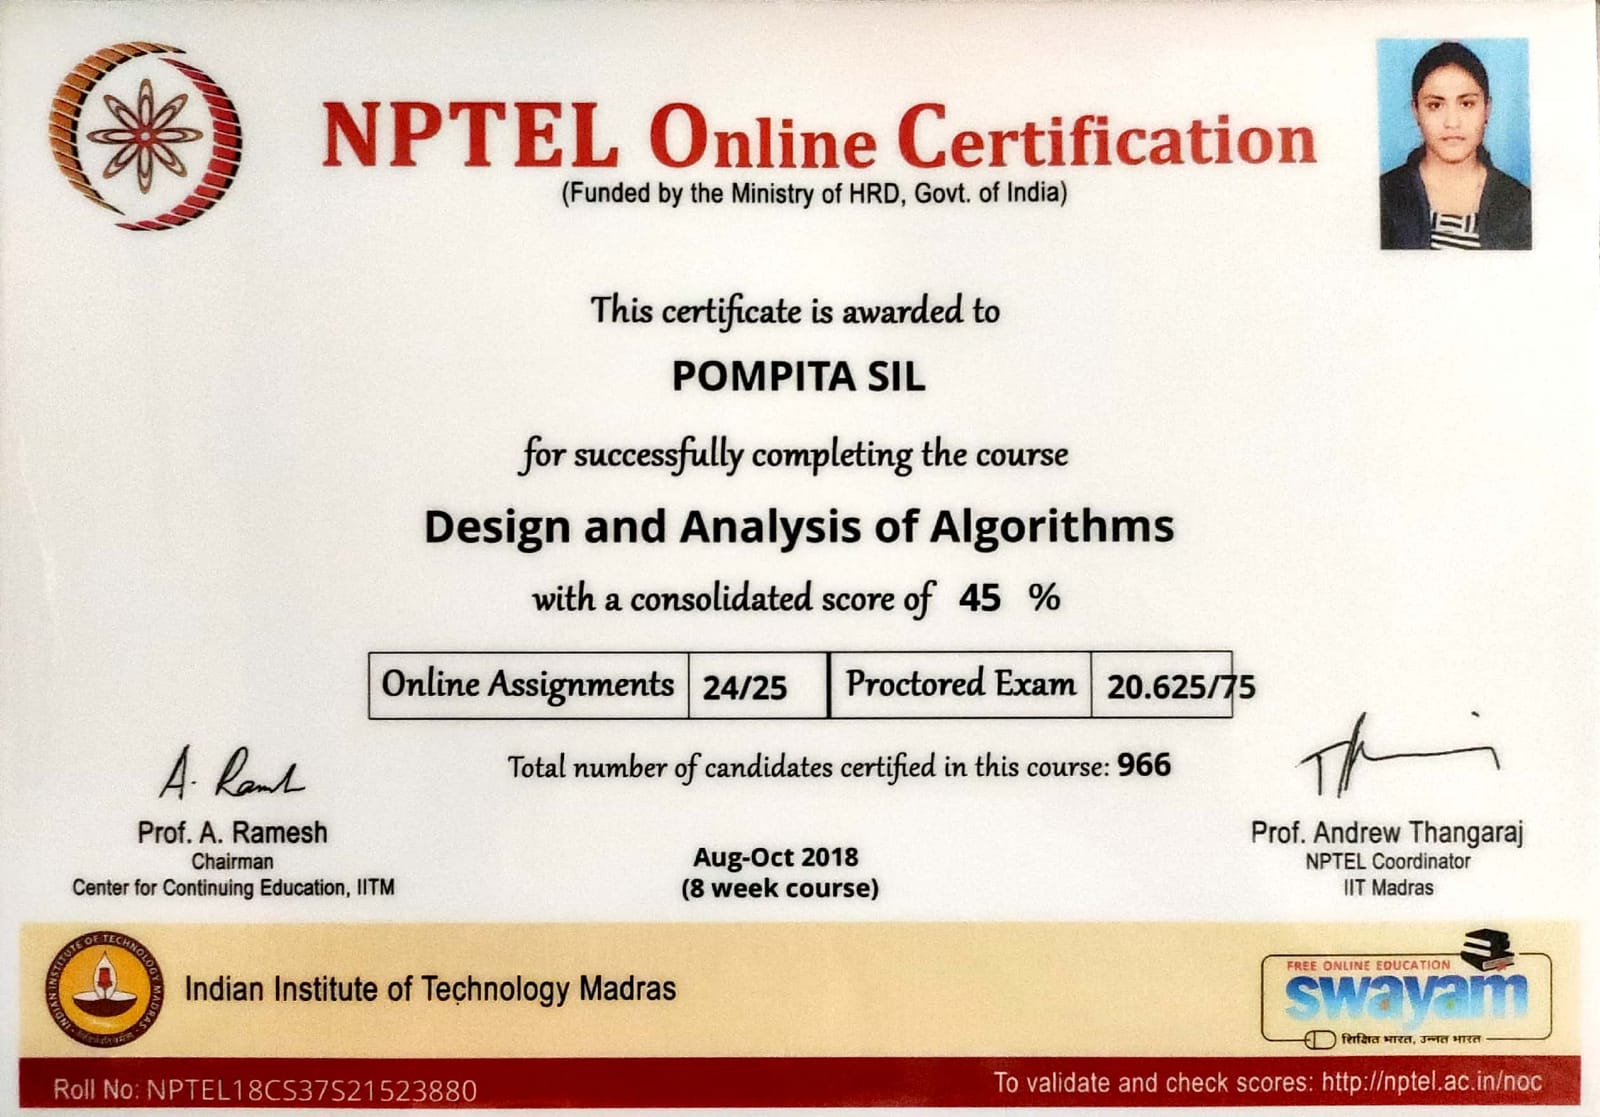 NPTEL Online Certification
(Funded by the Ministry of HRD, Govt. of India)
This certificate is awarded to
POMPITA SIL
for successfully completing the course
Design and Analysis of Algorithms
with a consolidated score of 45 %
Online Assignments 24/25 Proctored Exam 20.625/75
Total number of candidates certified in this course: 966
A. Ramesh
Prof. A. Ramesh
Chairman
Center for Continuing Education, IITM
Aug-Oct 2018
(8 week course)
Prof. Andrew Thangaraj
NPTEL Coordinator
IIT Madras
INDIAN INSTITUTE OF TECHNOLOGY MADRAS
Indian Institute of Technology Madras
FREE ONLINE EDUCATION
swayam
शिक्षित भारत, उन्नत भारत
Roll No: NPTEL18CS37S21523880
To validate and check scores: http://nptel.ac.in/noc